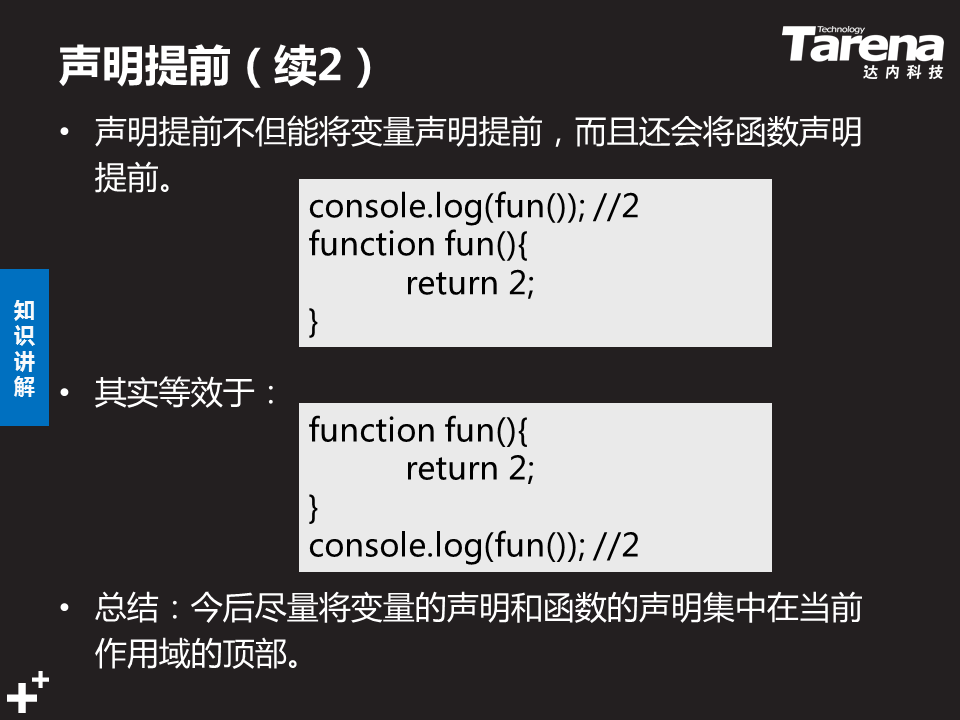 声明提前（续2）
Technology
Tarena
达内科技
• 声明提前不但能将变量声明提前，而且还会将函数声明
提前。
console.log(fun()); //2
function fun(){
return 2;
}
知识讲解
• 其实等效于：
function fun(){
return 2;
}
console.log(fun()); //2
• 总结：今后尽量将变量的声明和函数的声明集中在当前
作用域的顶部。